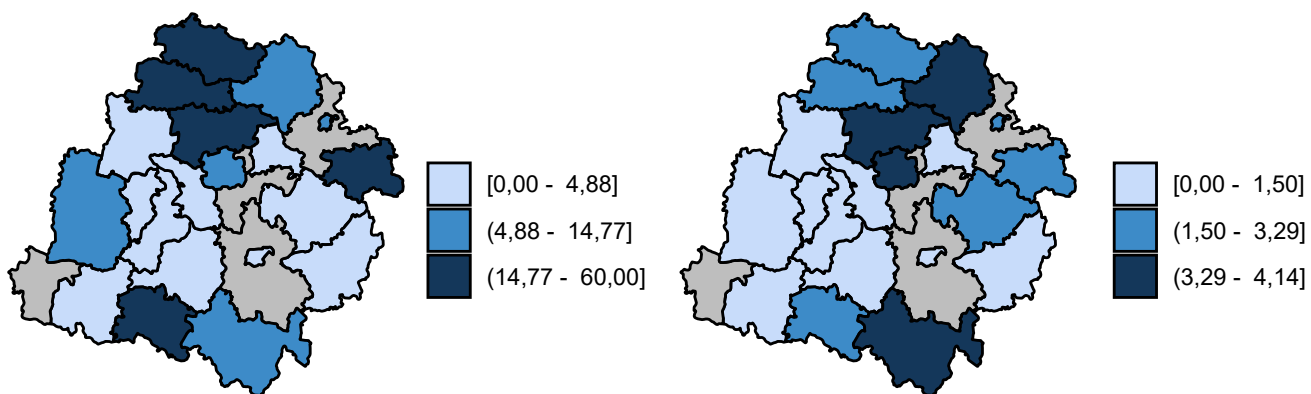 [0,00 - 4,88]
(4,88 - 14,77]
(14,77 - 60,00]
[0,00 - 1,50]
(1,50 - 3,29]
(3,29 - 4,14]